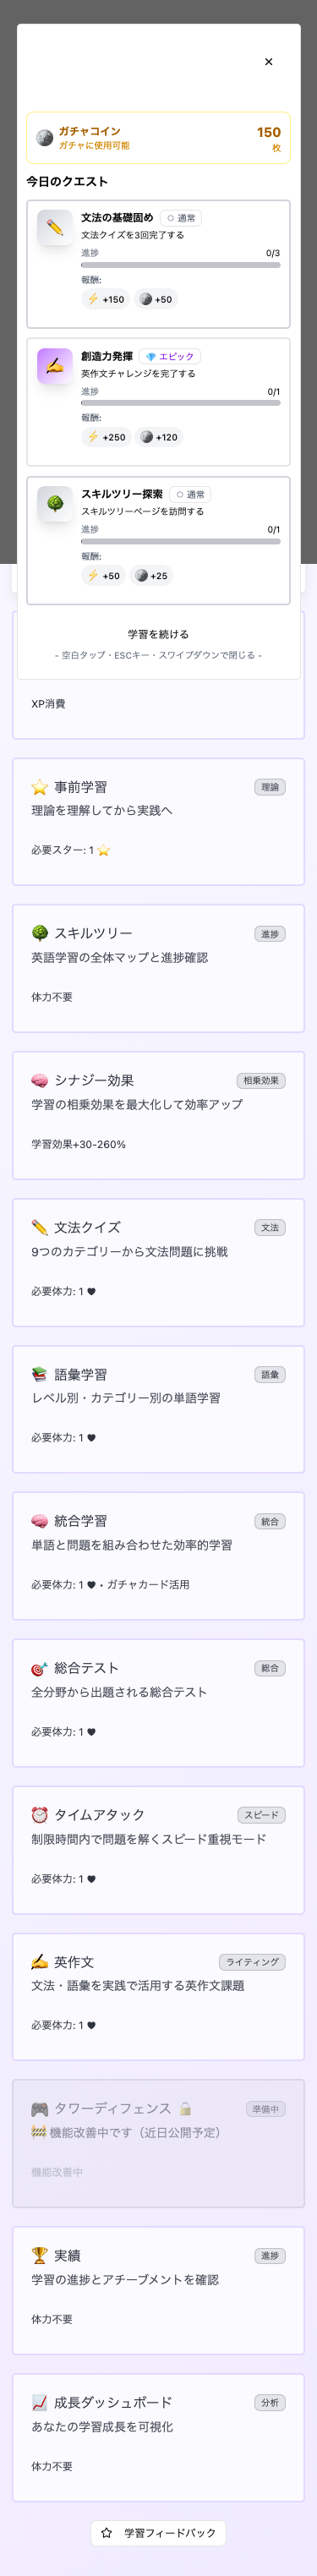 ×
ガチャコイン
ガチャに使用可能
150
枚
今日のクエスト
文法の基礎固め
通常
文法クイズを3回完了する
進捗
0/3
報酬:
+150
+50
創造力発揮
エピック
英作文チャレンジを完了する
進捗
0/1
報酬:
+250
+120
スキルツリー探索
通常
スキルツリーページを訪問する
進捗
0/1
報酬:
+50
+25
学習を続ける
- 空白タップ・ESCキー・スワイプダウンで閉じる -
XP消費
事前学習
理論
理論を理解してから実践へ
必要スター: 1 ⭐
スキルツリー
進捗
英語学習の全体マップと進捗確認
体力不要
シナジー効果
相乗効果
学習の相乗効果を最大化して効率アップ
学習効果+30-260%
文法クイズ
文法
9つのカテゴリーから文法問題に挑戦
必要体力: 1 ♥
語彙学習
語彙
レベル別・カテゴリー別の単語学習
必要体力: 1 ♥
統合学習
統合
単語と問題を組み合わせた効率的学習
必要体力: 1 ♥ • ガチャカード活用
総合テスト
総合
全分野から出題される総合テスト
必要体力: 1 ♥
タイムアタック
スピード
制限時間内で問題を解くスピード重視モード
必要体力: 1 ♥
英作文
ライティング
文法・語彙を実践で活用する英作文課題
必要体力: 1 ♥
タワーディフェンス
準備中
機能改善中です（近日公開予定）
機能改善中
実績
進捗
学習の進捗とアチーブメントを確認
体力不要
成長ダッシュボード
分析
あなたの学習成長を可視化
体力不要
学習フィードバック